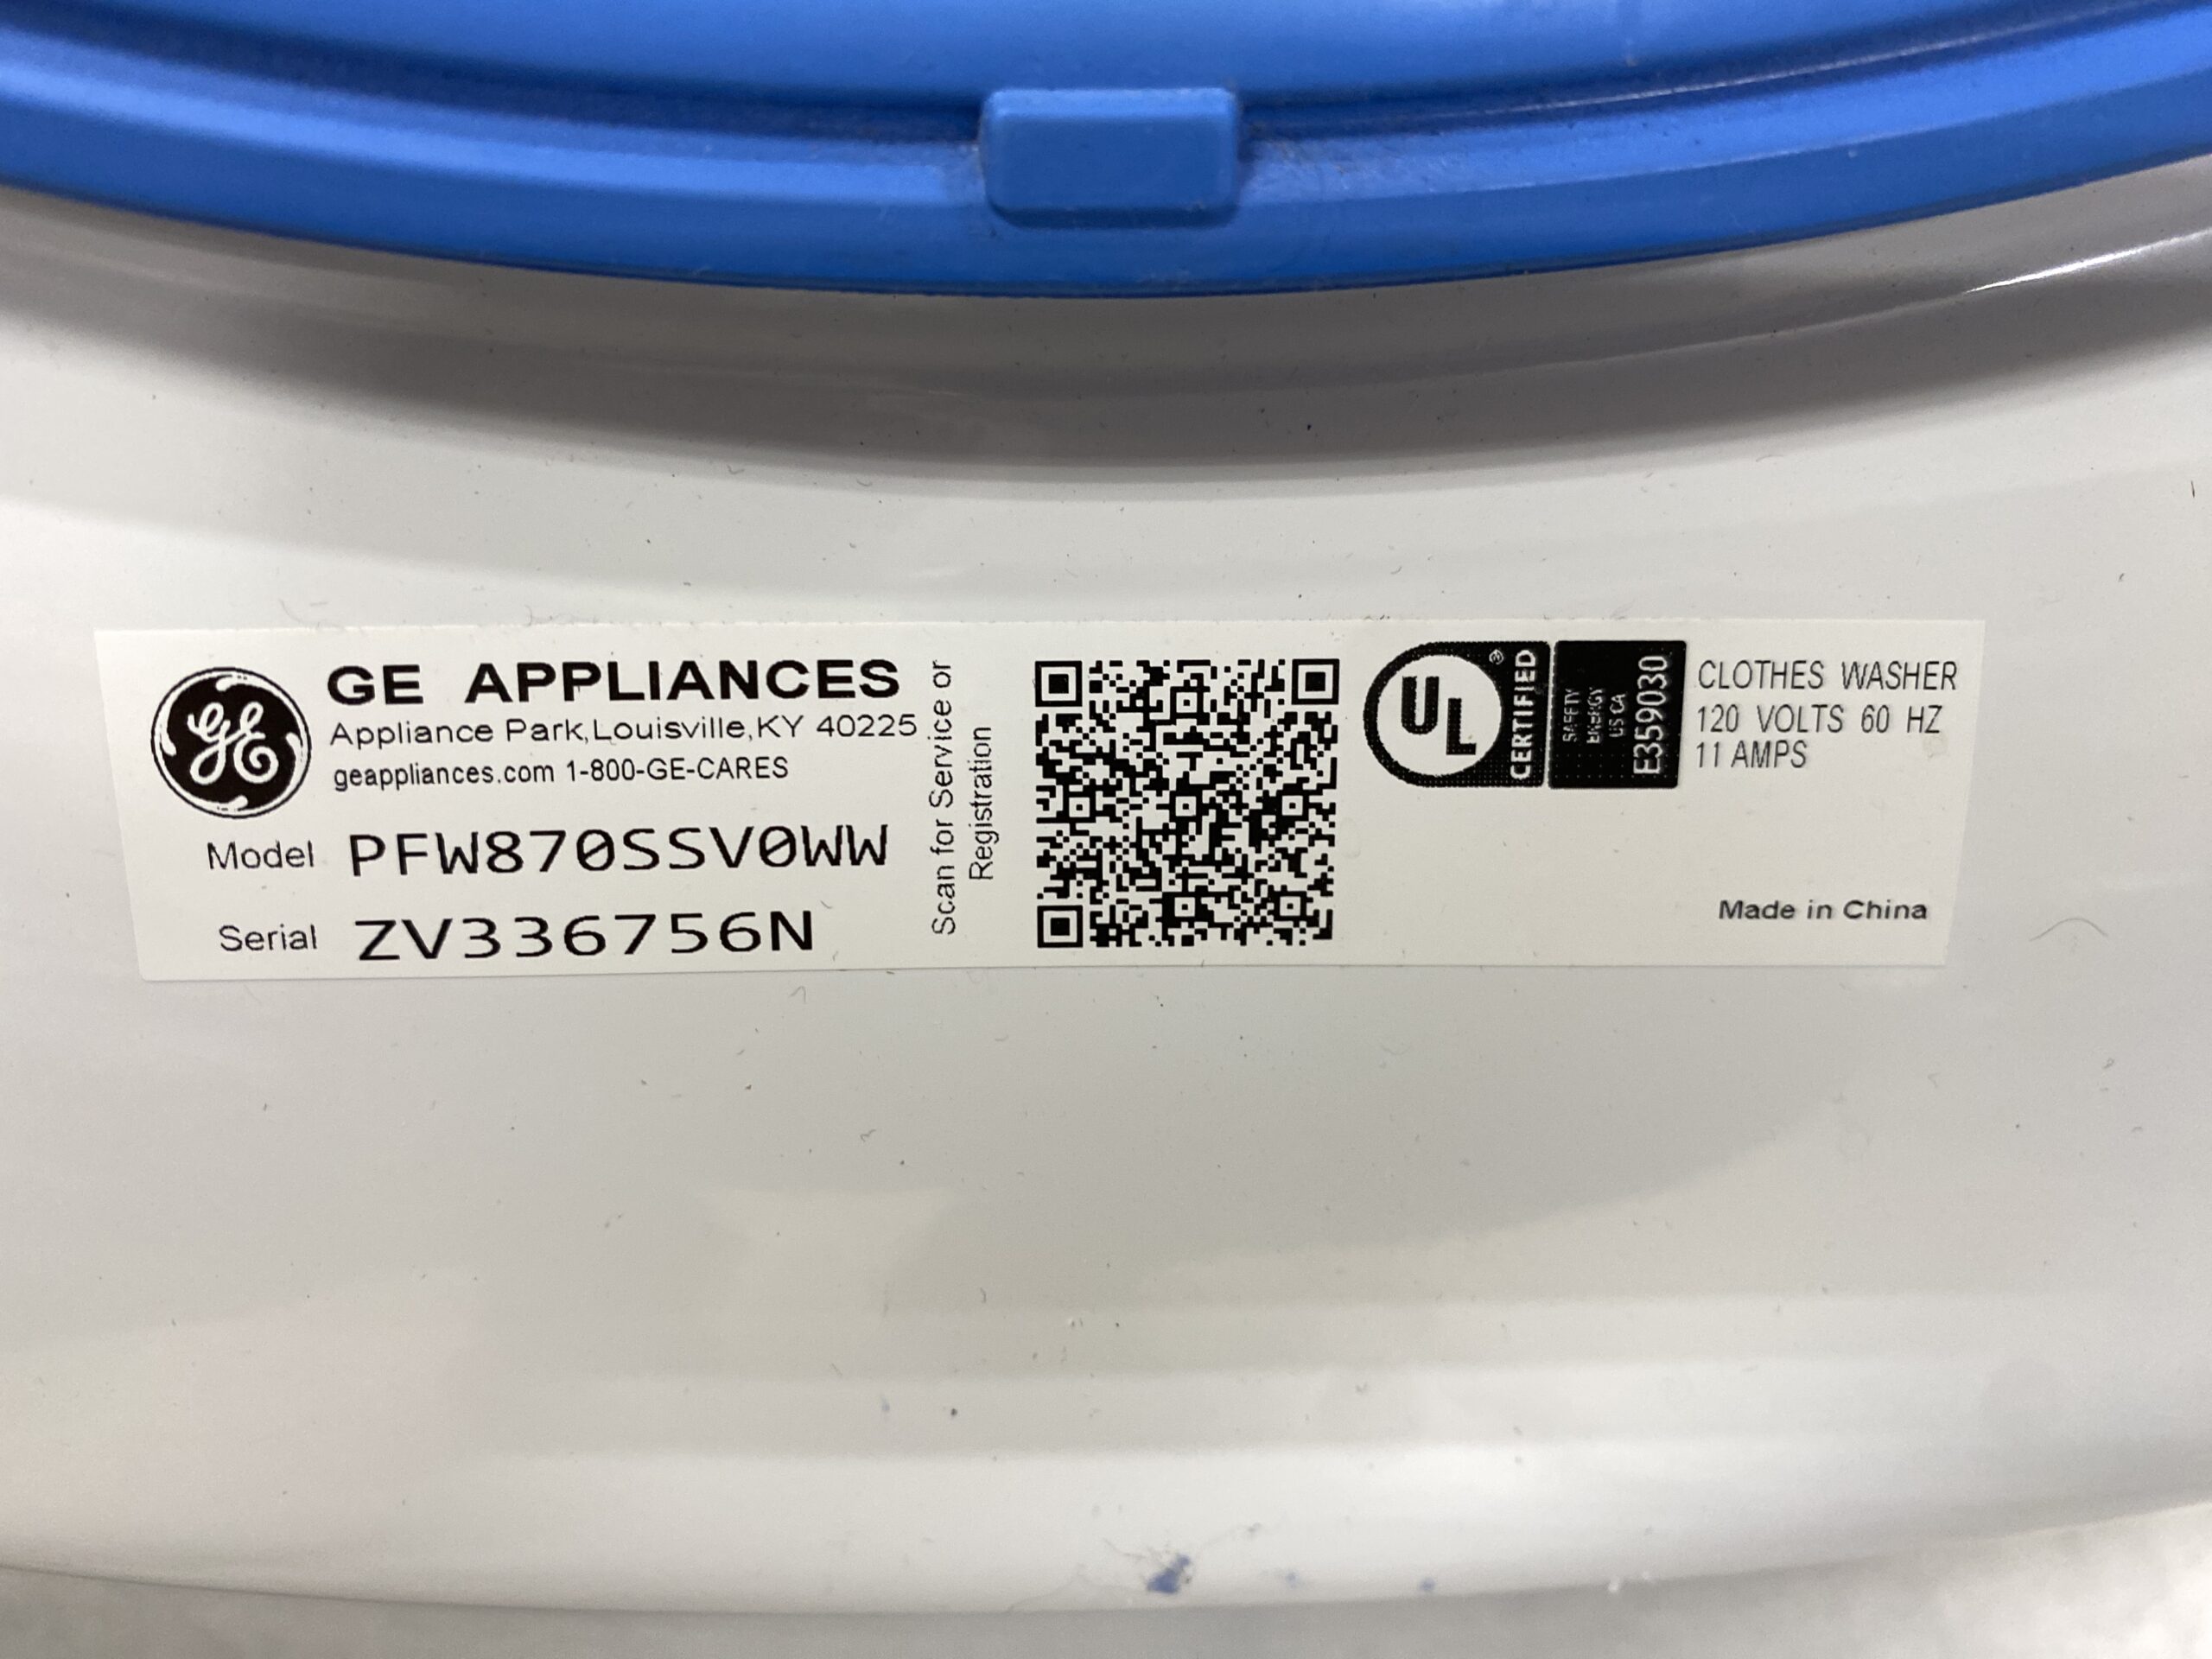 GE
GE APPLIANCES
Appliance Park, Louisville, KY 40225
geappliances.com 1-800-GE-CARES
Model PFW870SSV0WW
Serial ZV336756N
Scan for Service or
Registration
UL
®
CERTIFIED
SAFETY
ENERGY
US CA
E359030
CLOTHES WASHER
120 VOLTS 60 HZ
11 AMPS
Made in China